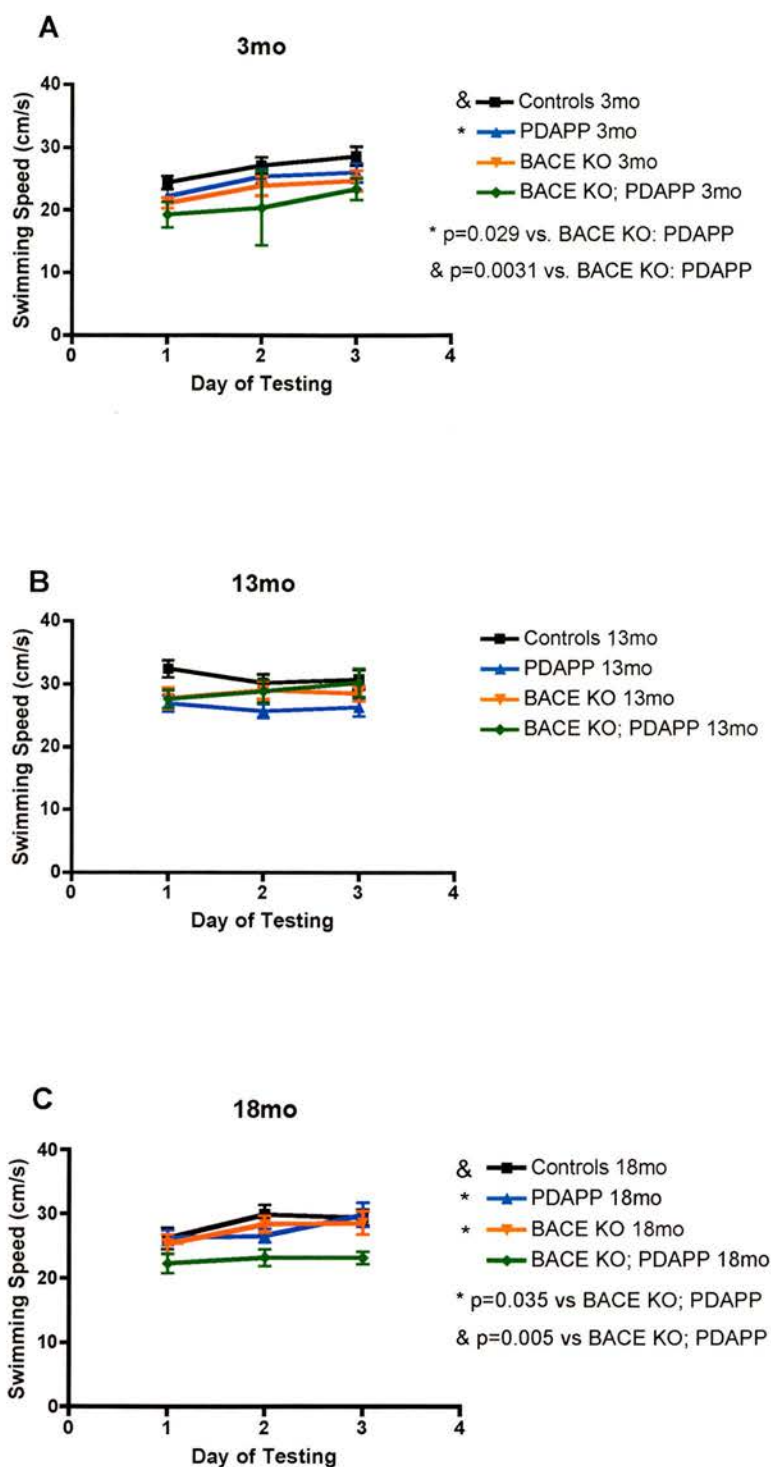 A
3mo
40
30
20
10
0
0 1 2 3 4
Swimming Speed (cm/s)
Day of Testing
& Controls 3mo
* PDAPP 3mo
BACE KO 3mo
BACE KO; PDAPP 3mo
* p=0.029 vs. BACE KO: PDAPP
& p=0.0031 vs. BACE KO: PDAPP
B
13mo
40
30
20
10
0
0 1 2 3 4
Swimming Speed (cm/s)
Day of Testing
Controls 13mo
PDAPP 13mo
BACE KO 13mo
BACE KO; PDAPP 13mo
C
18mo
40
30
20
10
0
0 1 2 3 4
Swimming Speed (cm/s)
Day of Testing
& Controls 18mo
* PDAPP 18mo
* BACE KO 18mo
BACE KO; PDAPP 18mo
* p=0.035 vs BACE KO; PDAPP
& p=0.005 vs BACE KO; PDAPP